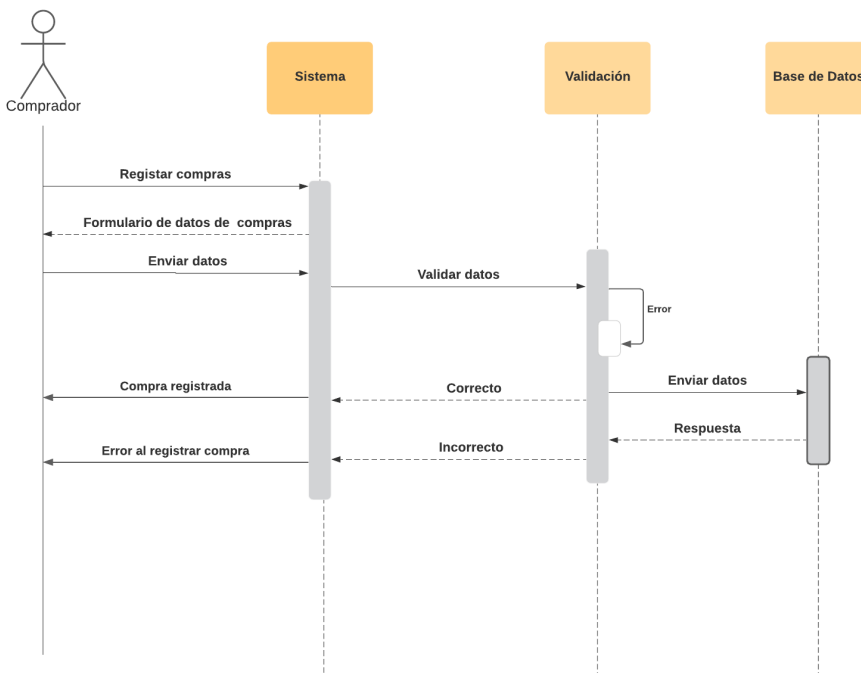 Comprador
Sistema
Validación
Base de Datos
Registar compras
Formulario de datos de  compras
Enviar datos
Validar datos
Error
Enviar datos
Compra registrada
Correcto
Respuesta
Error al registrar compra
Incorrecto